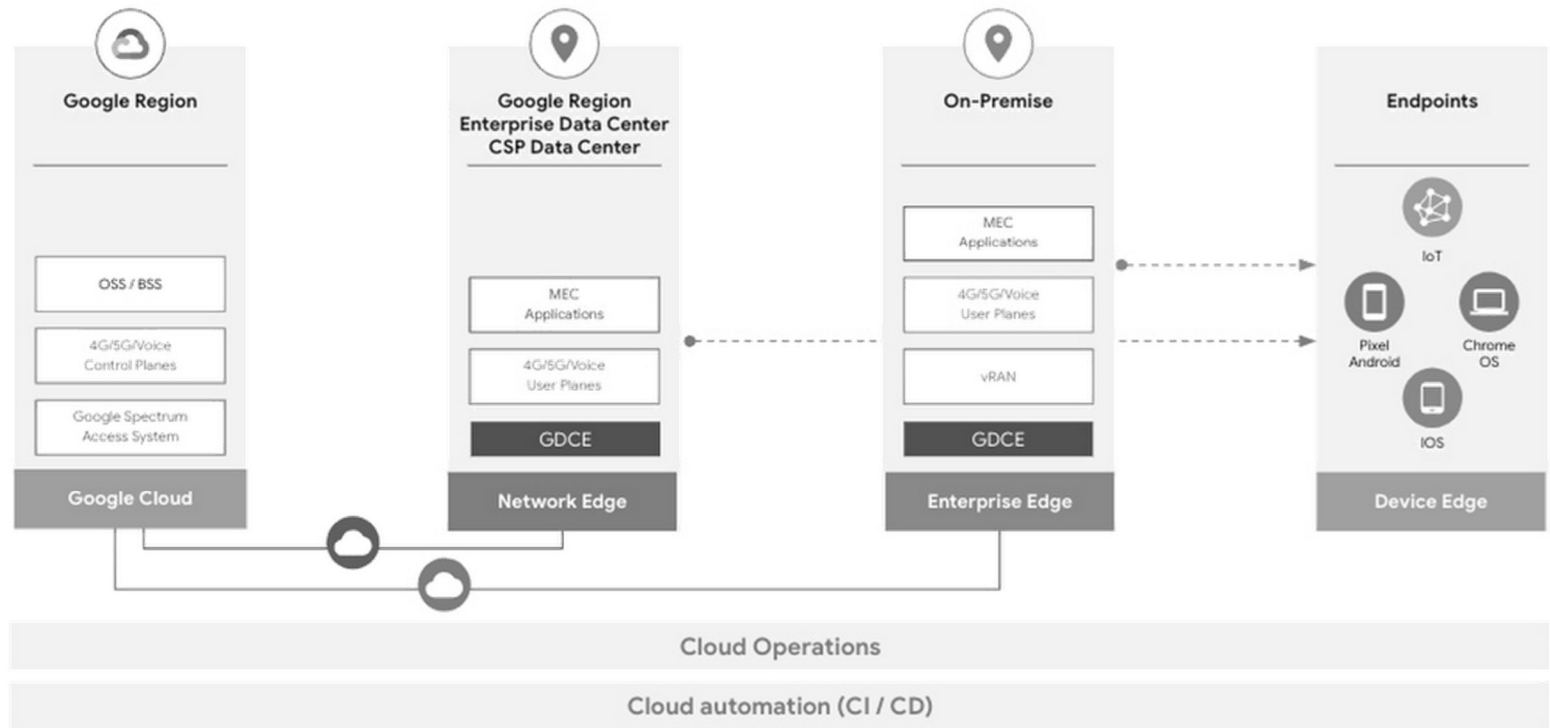 Google Region
OSS / BSS
4G/5G/Voice
Control Planes
Google Spectrum
Access System
Google Cloud
Google Region
Enterprise Data Center
CSP Data Center
MEC
Applications
4G/5G/Voice
User Planes
GDCE
Network Edge
On-Premise
MEC
Applications
4G/5G/Voice
User Planes
vRAN
GDCE
Enterprise Edge
Endpoints
IoT
Pixel
Android
Chrome
OS
IOS
Device Edge
Cloud Operations
Cloud automation (CI / CD)